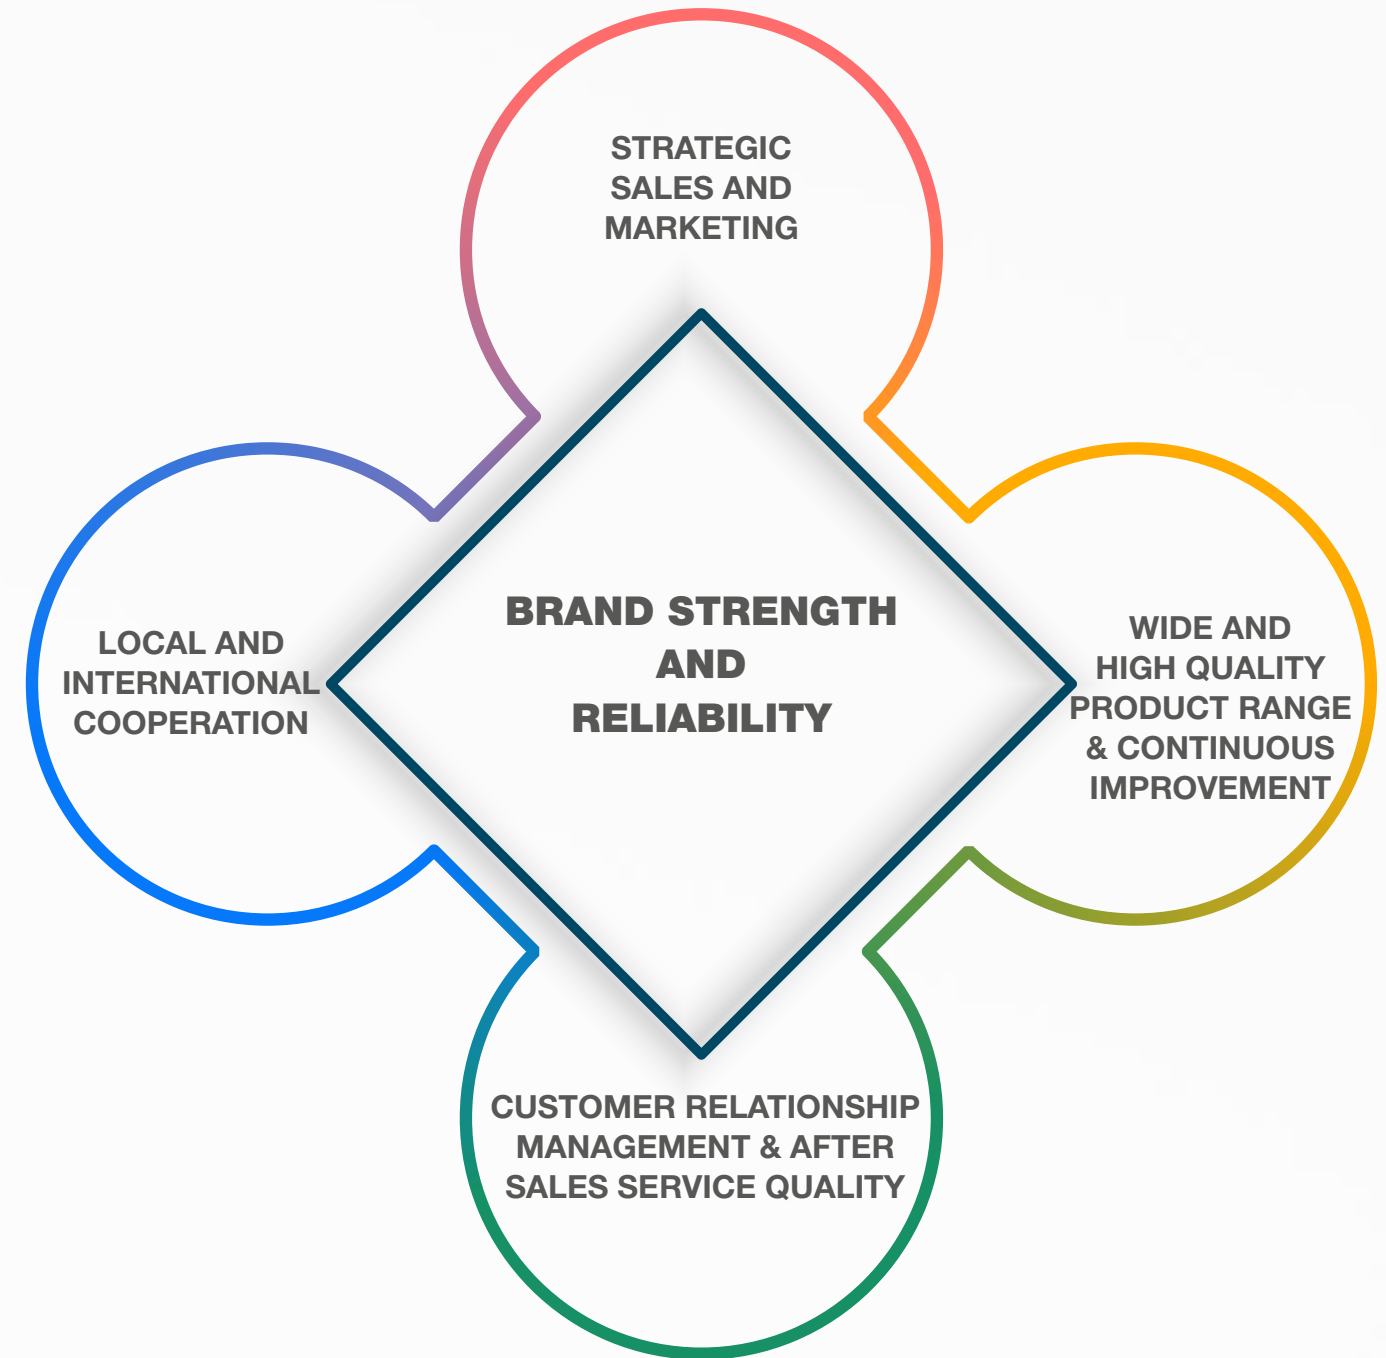 STRATEGIC
SALES AND
MARKETING
BRAND STRENGTH
AND
RELIABILITY
LOCAL AND
INTERNATIONAL
COOPERATION
WIDE AND
HIGH QUALITY
PRODUCT RANGE
& CONTINUOUS
IMPROVEMENT
CUSTOMER RELATIONSHIP
MANAGEMENT & AFTER
SALES SERVICE QUALITY